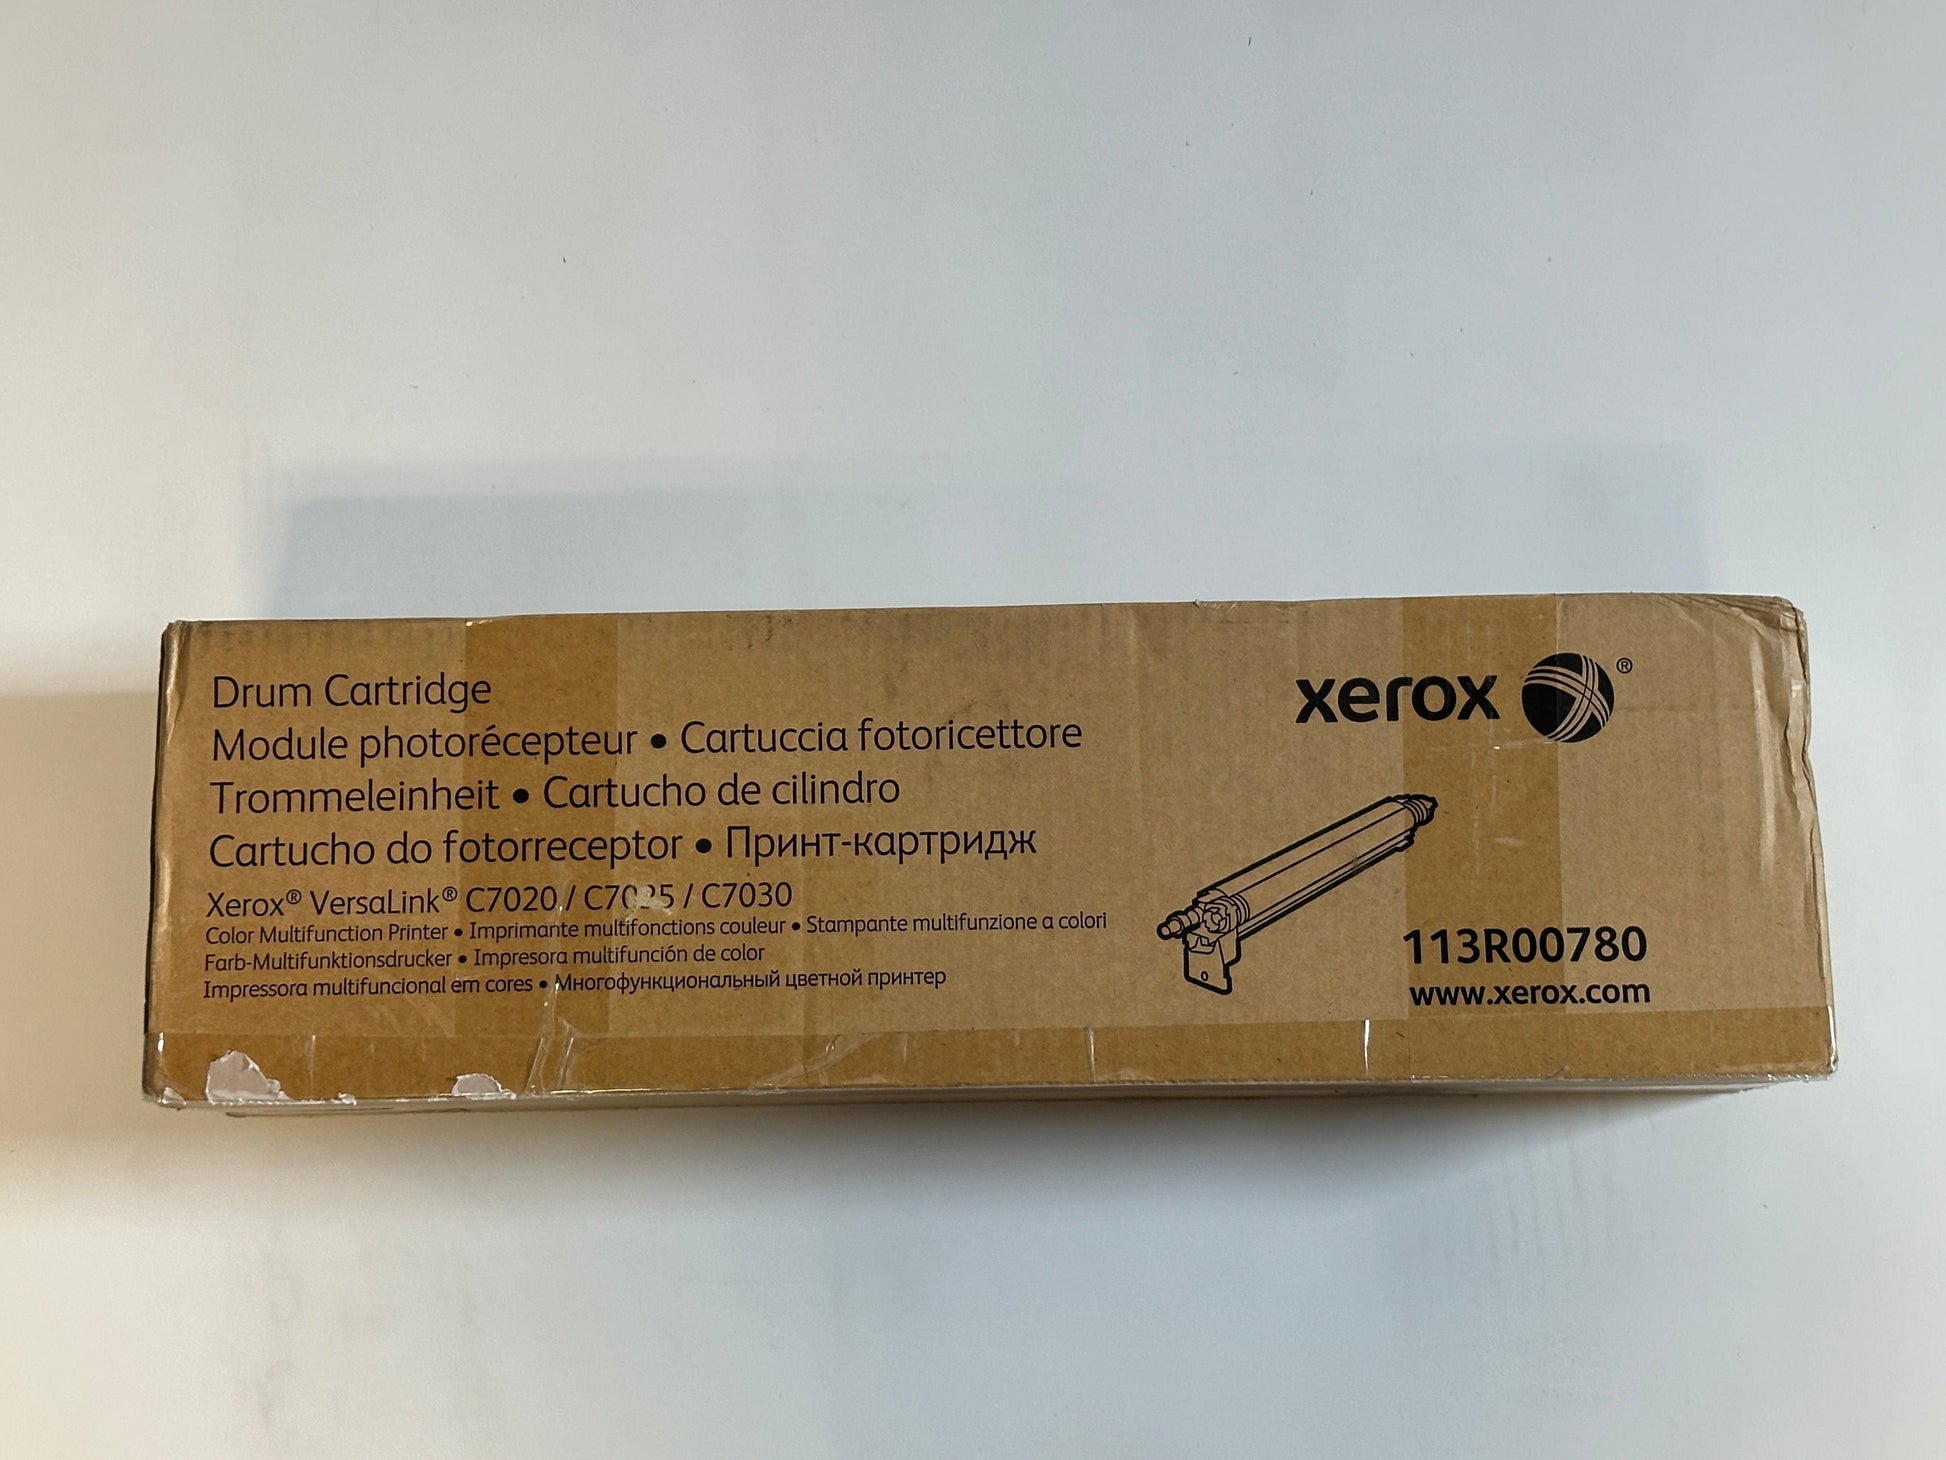 Drum Cartridge
Module photorécepteur • Cartuccia fotoricettore
Trommeleinheit • Cartucho de cilindro
Cartucho do fotorreceptor • Принт-картридж
Xerox® VersaLink® C7020 / C7025 / C7030
Color Multifunction Printer • Imprimante multifonctions couleur • Stampante multifunzione a colori
Farb-Multifunktionsdrucker • Impresora multifunción de color
Impressora multifuncional em cores • Многофункциональный цветной принтер
xerox ®
113R00780
www.xerox.com